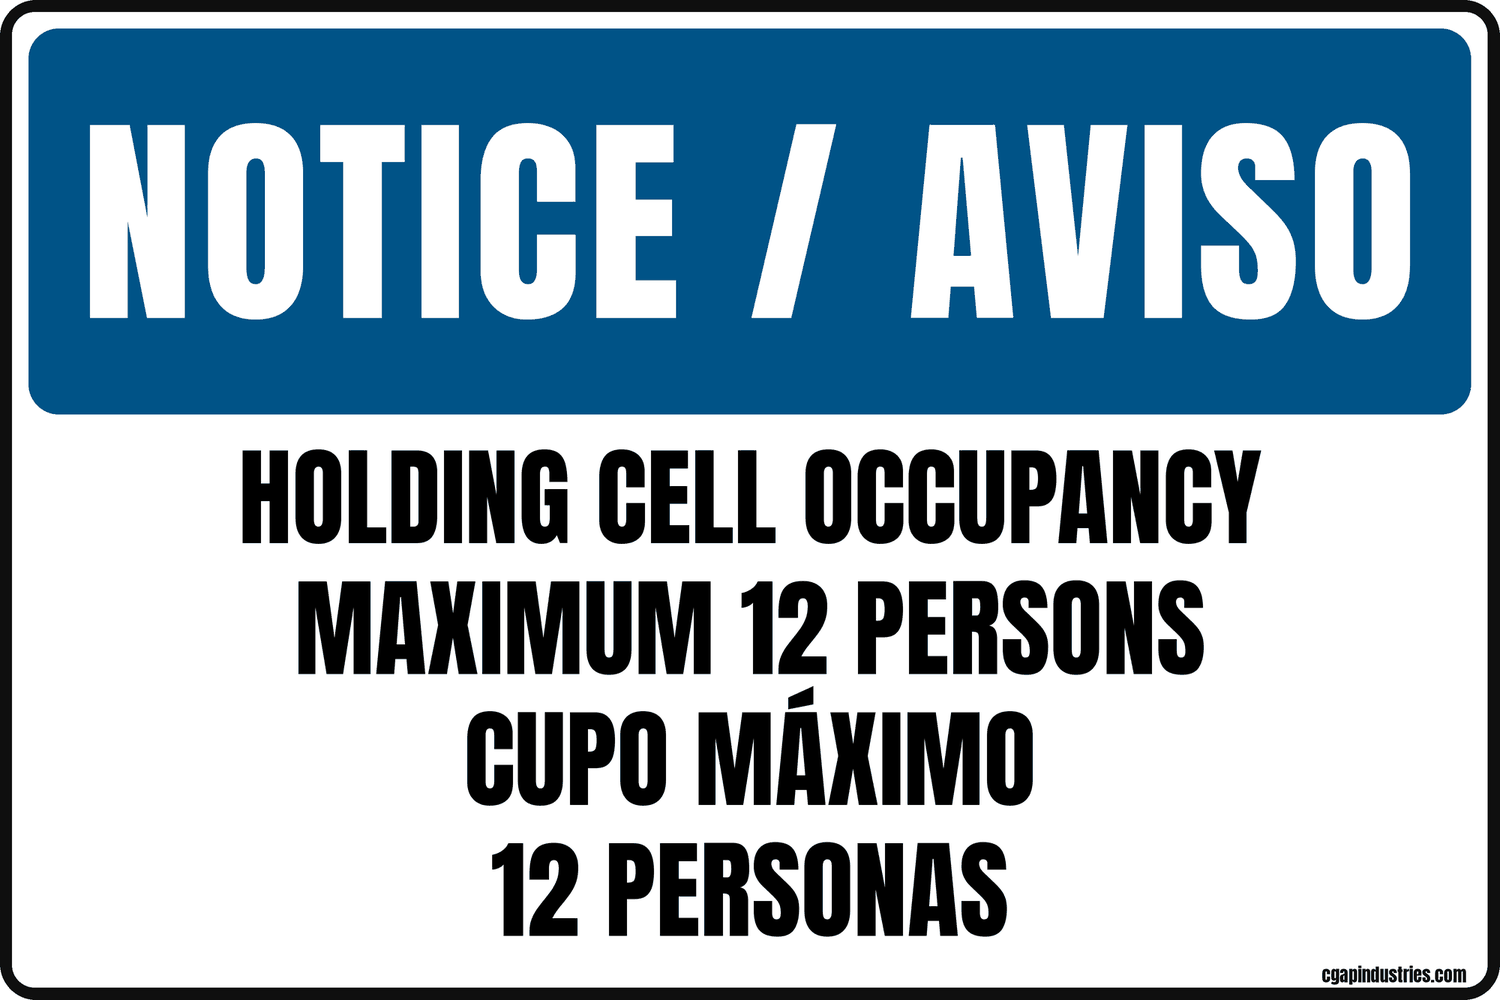 NOTICE / AVISO
HOLDING CELL OCCUPANCY
MAXIMUM 12 PERSONS
CUPO MÁXIMO
12 PERSONAS
cgapindustries.com